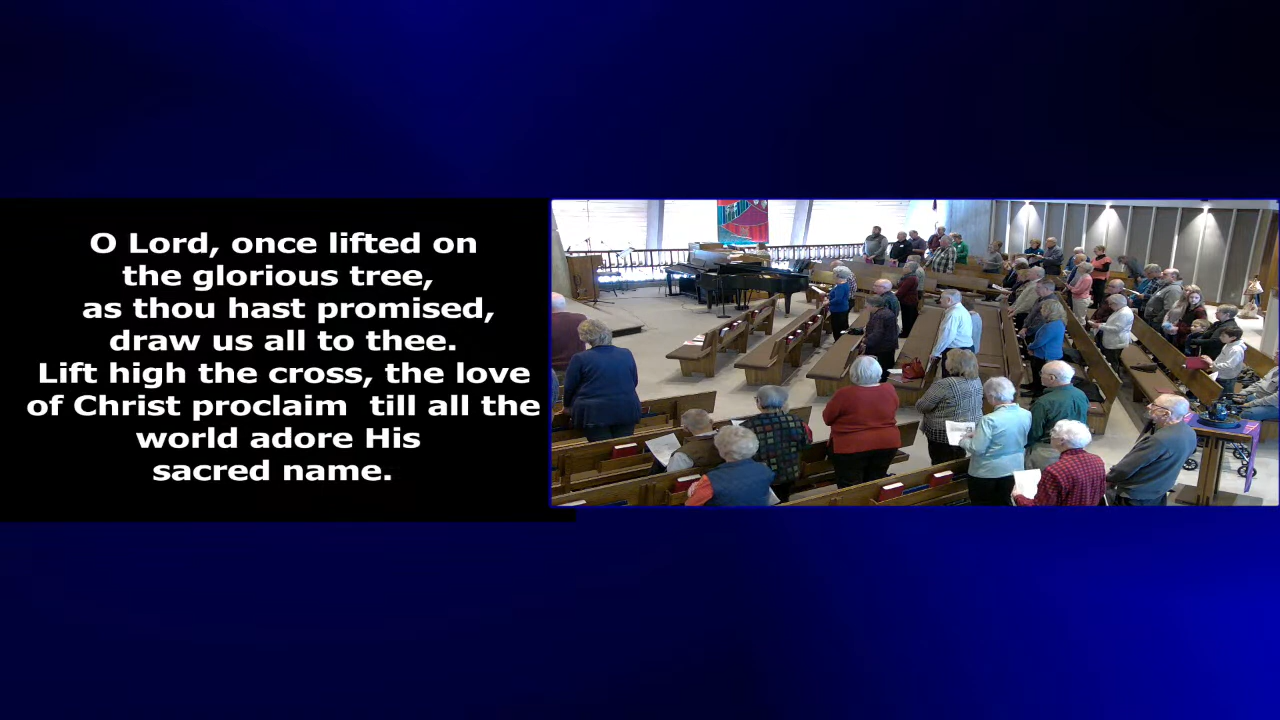 O Lord, once lifted on
the glorious tree,
as thou hast promised,
draw us all to thee.
Lift high the cross, the love
of Christ proclaim till all the
world adore His
sacred name.